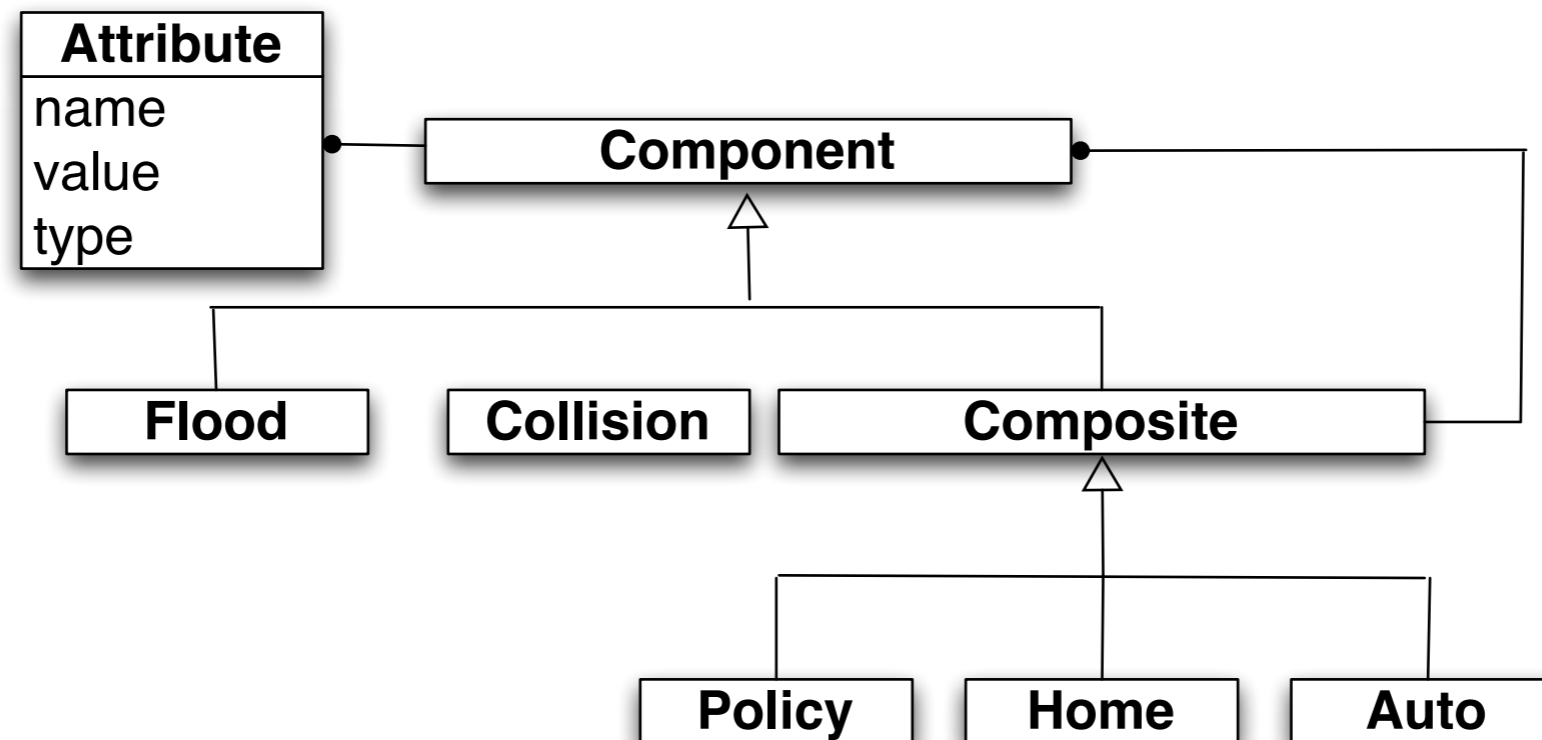 Attribute
name
value
type
Component
Flood
Collision
Composite
Policy
Home
Auto